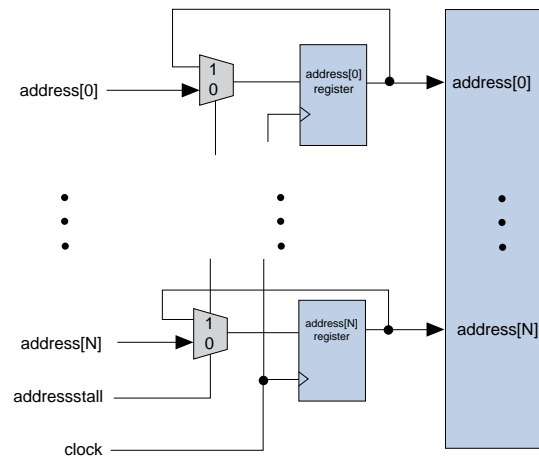 1
0
address[0]
address[0]
register
address[0]
1
0
address[N]
address[N]
register
address[N]
addressstall
clock